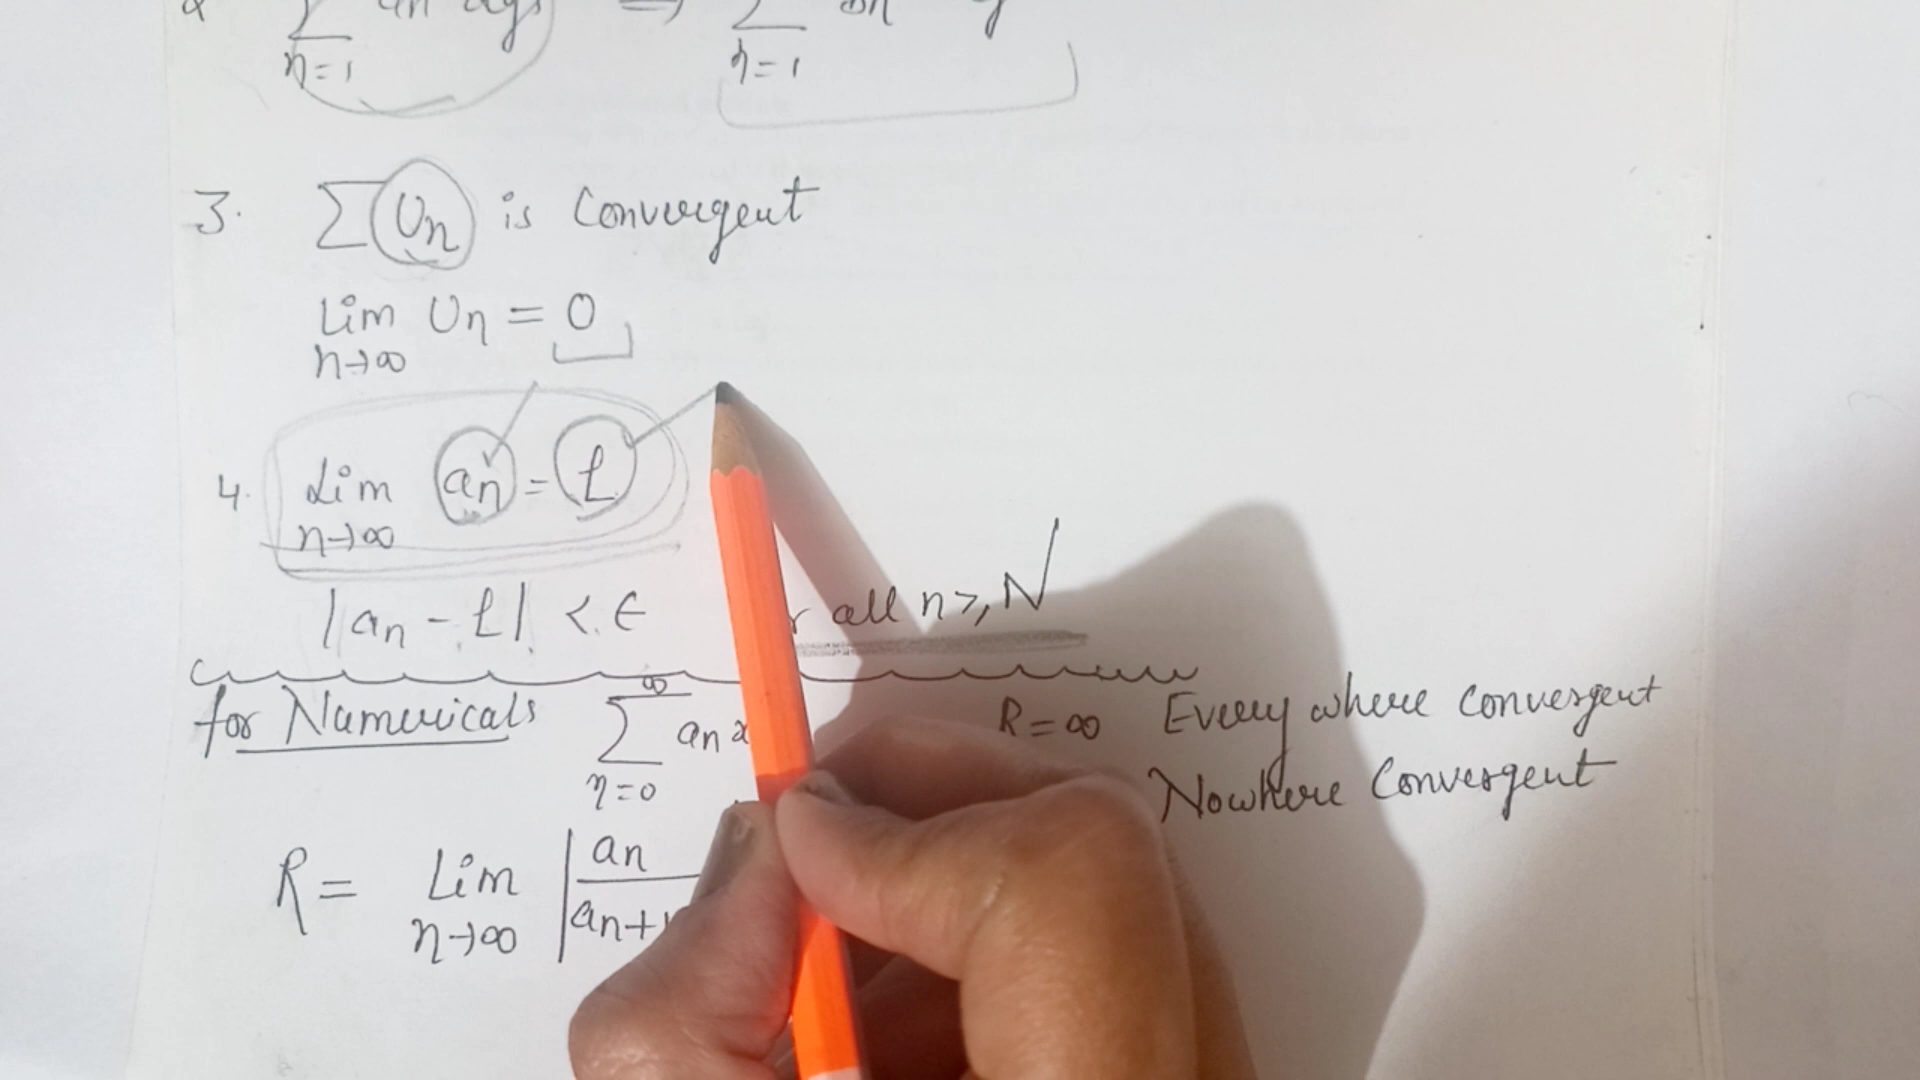 n=1 n=1
3. ∑ Un is Convergent
Lim Un = 0
n→∞
4. Lim an = L
n→∞
|an - L| < ε all n ≥ N
for Numericals ∞ ∑ an x R = ∞ Every where convergent
n=0 Nowhere Convergent
R = Lim | an
n→∞ an+1